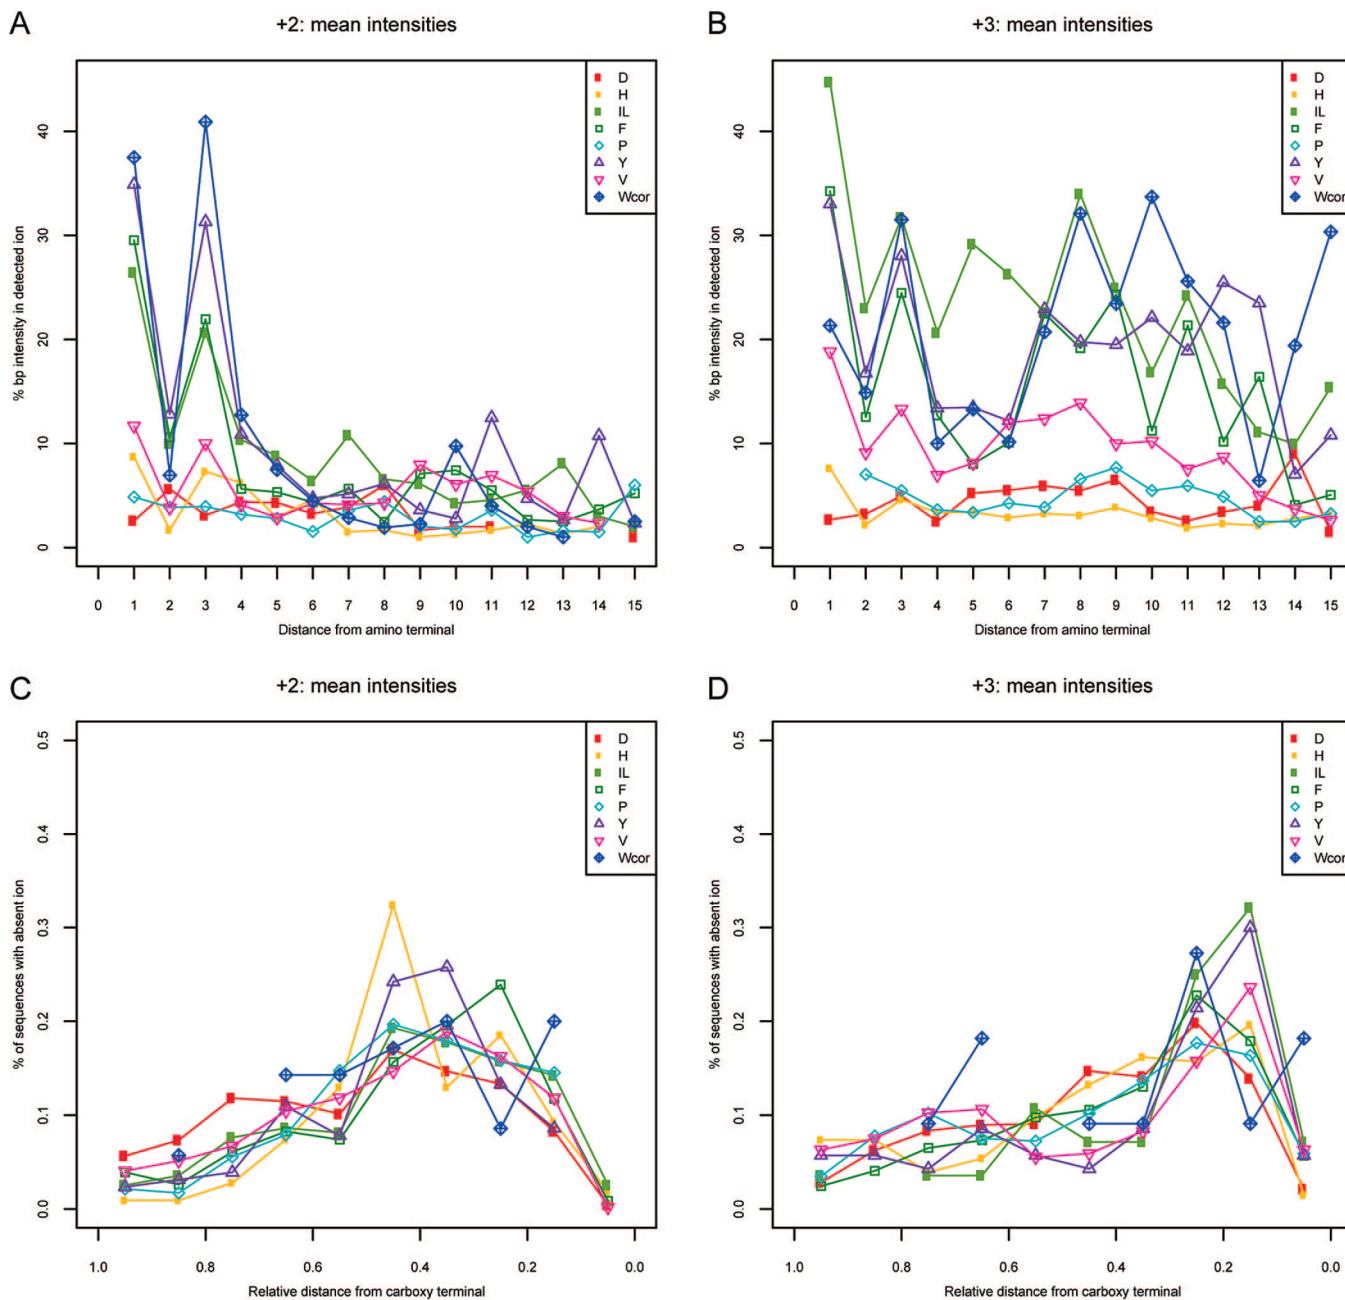 A
+2: mean intensities
% bp intensity in detected ion
40
30
20
10
0
D
H
IL
F
P
Y
V
Wcor
0 1 2 3 4 5 6 7 8 9 10 11 12 13 14 15
Distance from amino terminal
B
+3: mean intensities
% bp intensity in detected ion
40
30
20
10
0
D
H
IL
F
P
Y
V
Wcor
0 1 2 3 4 5 6 7 8 9 10 11 12 13 14 15
Distance from amino terminal
C
+2: mean intensities
% of sequences with absent ion
0.5
0.4
0.3
0.2
0.1
0.0
D
H
IL
F
P
Y
V
Wcor
1.0 0.8 0.6 0.4 0.2 0.0
Relative distance from carboxy terminal
D
+3: mean intensities
% of sequences with absent ion
0.5
0.4
0.3
0.2
0.1
0.0
D
H
IL
F
P
Y
V
Wcor
1.0 0.8 0.6 0.4 0.2 0.0
Relative distance from carboxy terminal